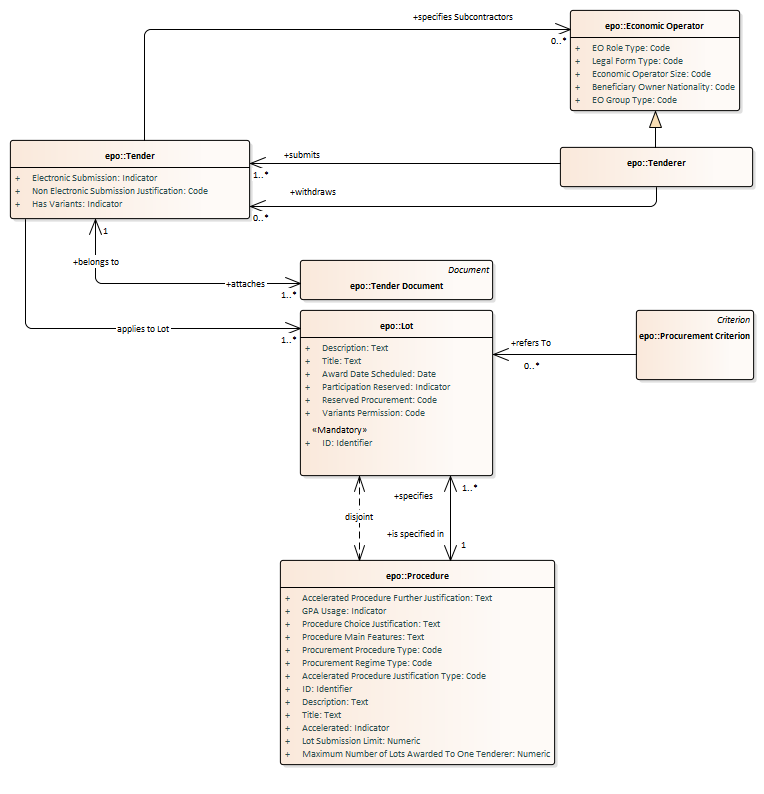 +specifies Subcontractors
0..*
epo::Economic Operator
+ EO Role Type: Code
+ Legal Form Type: Code
+ Economic Operator Size: Code
+ Beneficiary Owner Nationality: Code
+ EO Group Type: Code
epo::Tender
+ Electronic Submission: Indicator
+ Non Electronic Submission Justification: Code
+ Has Variants: Indicator
+submits
1..*
+withdraws
0..*
epo::Tenderer
1
+belongs to
+attaches
1..*
Document
epo::Tender Document
applies to Lot
1..*
epo::Lot
+ Description: Text
+ Title: Text
+ Award Date Scheduled: Date
+ Participation Reserved: Indicator
+ Reserved Procurement: Code
+ Variants Permission: Code
«Mandatory»
+ ID: Identifier
+refers To
0..*
Criterion
epo::Procurement Criterion
+specifies
1..*
disjoint
+is specified in
1
epo::Procedure
+ Accelerated Procedure Further Justification: Text
+ GPA Usage: Indicator
+ Procedure Choice Justification: Text
+ Procedure Main Features: Text
+ Procurement Procedure Type: Code
+ Procurement Regime Type: Code
+ Accelerated Procedure Justification Type: Code
+ ID: Identifier
+ Description: Text
+ Title: Text
+ Accelerated: Indicator
+ Lot Submission Limit: Numeric
+ Maximum Number of Lots Awarded To One Tenderer: Numeric